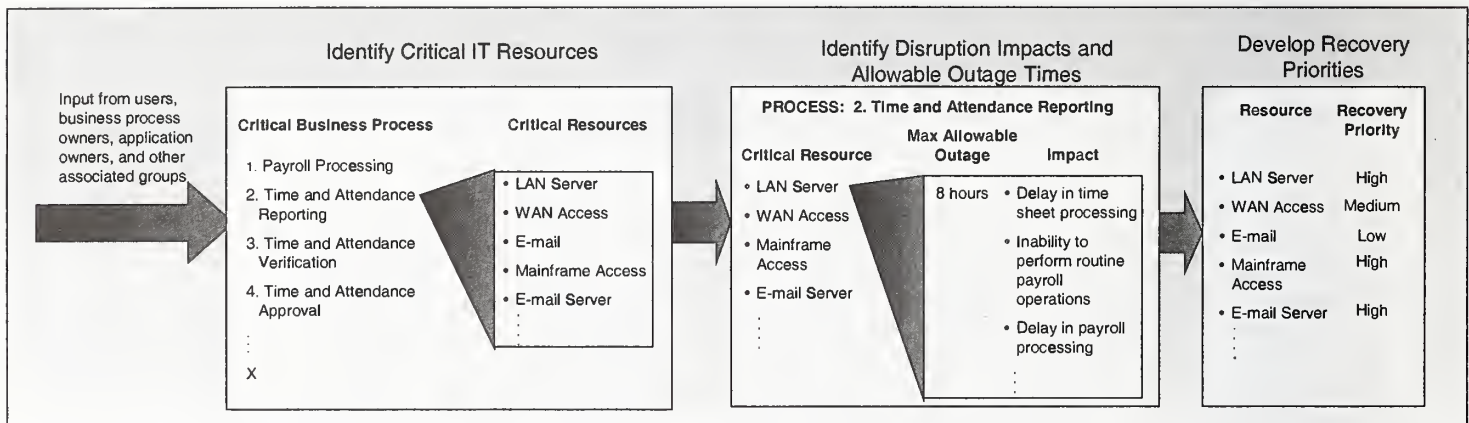 Identify Critical IT Resources
Identify Disruption Impacts and
Allowable Outage Times
Develop Recovery
Priorities
Input from users,
business process
owners, application
owners, and other
associated groups
Critical Business Process
1. Payroll Processing
2. Time and Attendance
Reporting
3. Time and Attendance
Verification
4. Time and Attendance
Approval
X
Critical Resources
• LAN Server
• WAN Access
• E-mail
• Mainframe Access
• E-mail Server
PROCESS: 2. Time and Attendance Reporting
Critical Resource
• LAN Server
• WAN Access
• Mainframe
Access
• E-mail Server
Max Allowable
Outage
8 hours
Impact
• Delay in time
sheet processing
• Inability to
perform routine
payroll
operations
• Delay in payroll
processing
Resource Recovery
Priority
• LAN Server High
• WAN Access Medium
• E-mail Low
• Mainframe High
Access
• E-mail Server High